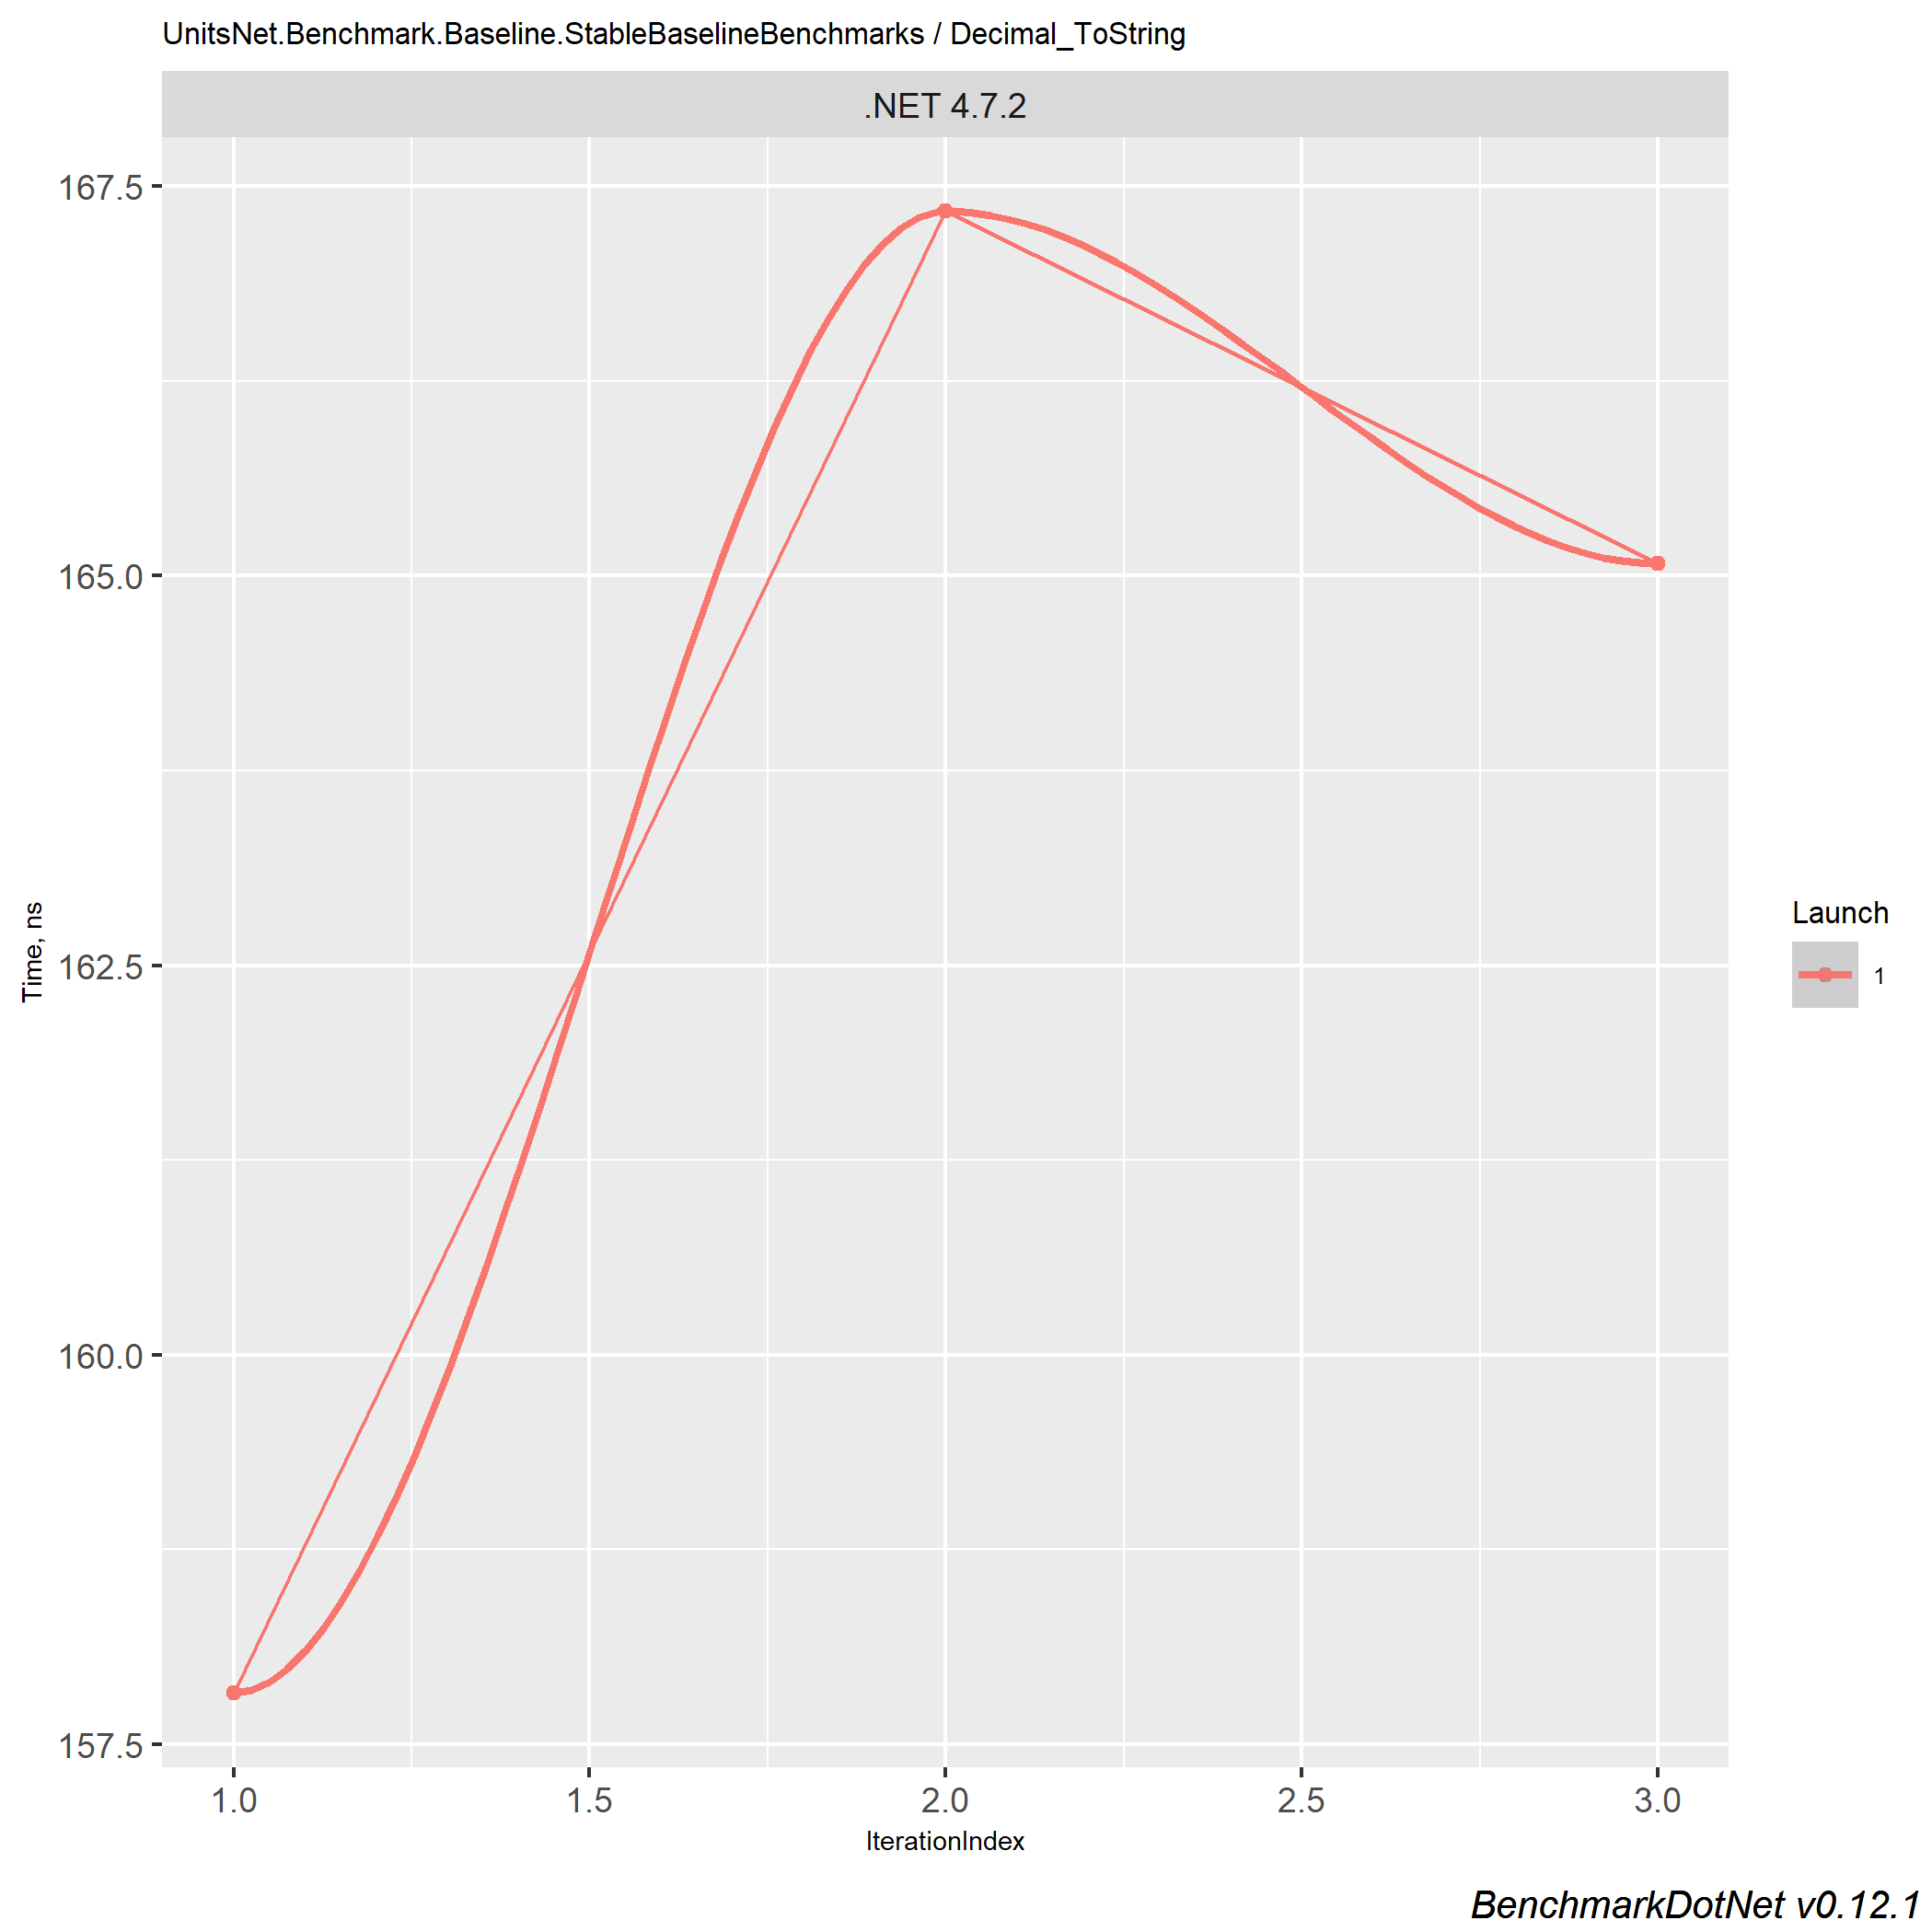 UnitsNet.Benchmark.Baseline.StableBaselineBenchmarks / Decimal_ToString
.NET 4.7.2
167.5
165.0
162.5
160.0
157.5
Time, ns
1.0 1.5 2.0 2.5 3.0
IterationIndex
Launch
1
BenchmarkDotNet v0.12.1